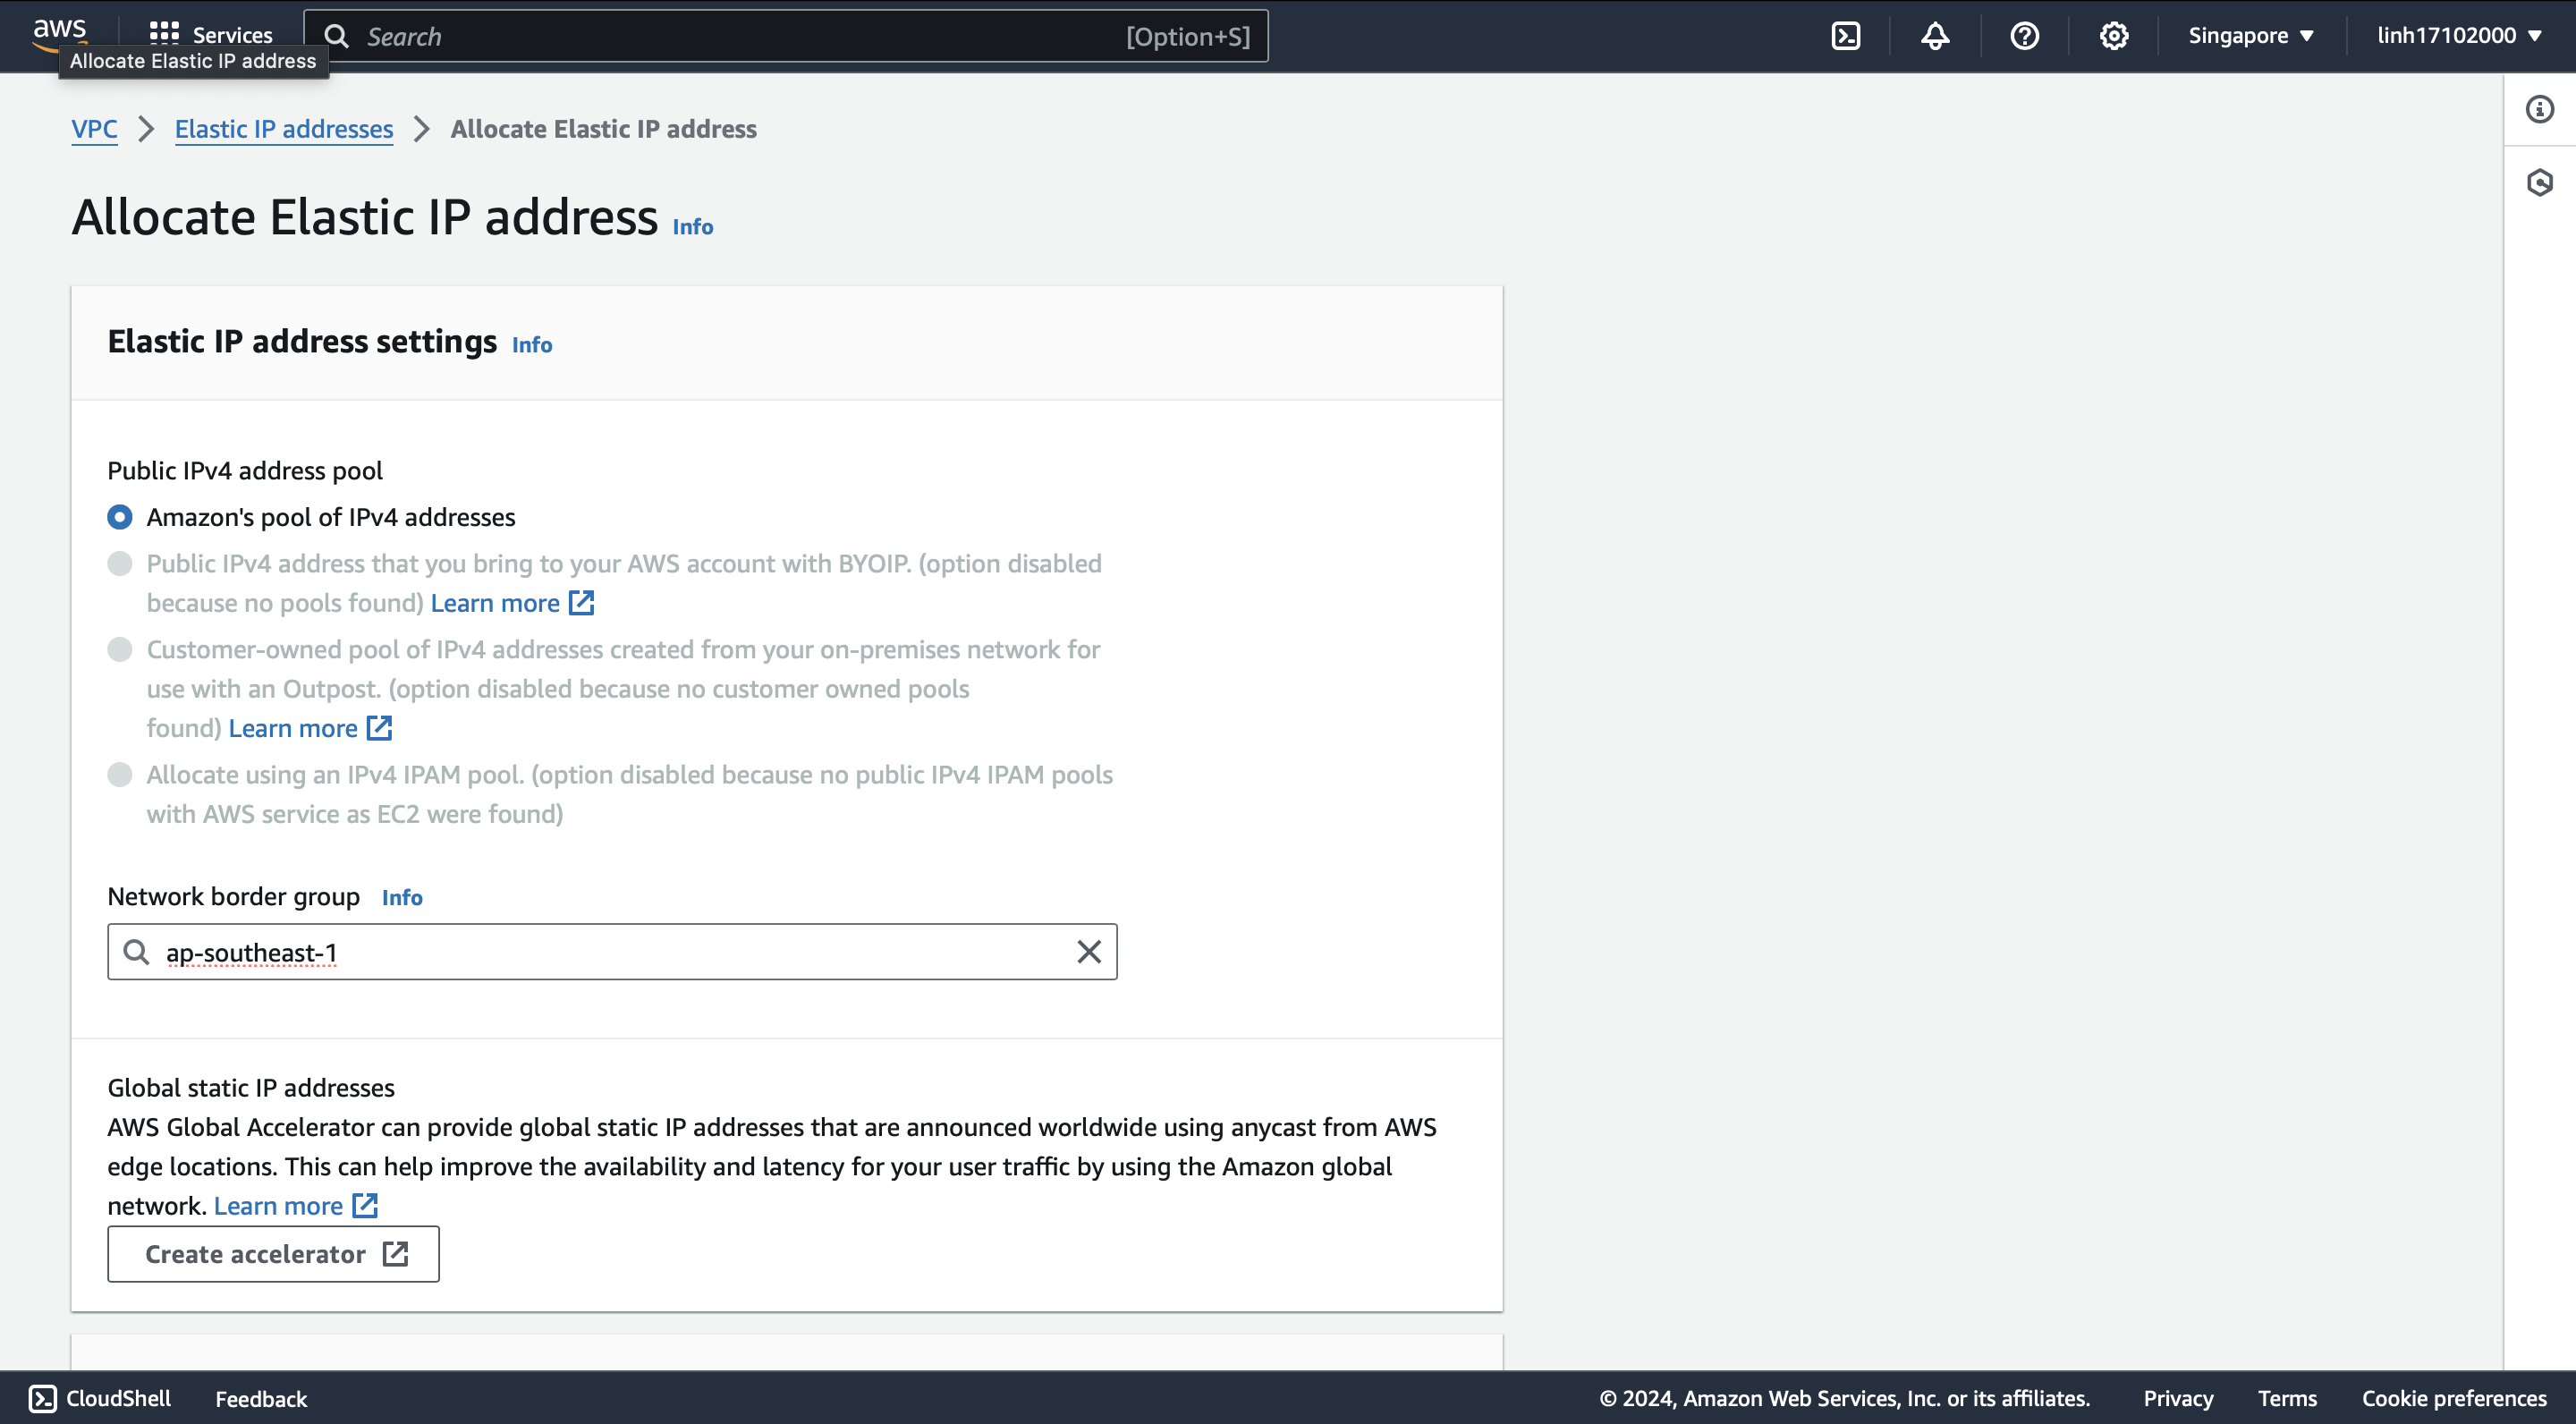 aws
Services
Search
[Option+S]
Singapore
linh17102000
Allocate Elastic IP address
VPC
Elastic IP addresses
Allocate Elastic IP address
Allocate Elastic IP address Info
Elastic IP address settings Info
Public IPv4 address pool
Amazon's pool of IPv4 addresses
Public IPv4 address that you bring to your AWS account with BYOIP. (option disabled
because no pools found) Learn more
Customer-owned pool of IPv4 addresses created from your on-premises network for
use with an Outpost. (option disabled because no customer owned pools
found) Learn more
Allocate using an IPv4 IPAM pool. (option disabled because no public IPv4 IPAM pools
with AWS service as EC2 were found)
Network border group Info
ap-southeast-1
Global static IP addresses
AWS Global Accelerator can provide global static IP addresses that are announced worldwide using anycast from AWS
edge locations. This can help improve the availability and latency for your user traffic by using the Amazon global
network. Learn more
Create accelerator
CloudShell
Feedback
© 2024, Amazon Web Services, Inc. or its affiliates.
Privacy
Terms
Cookie preferences